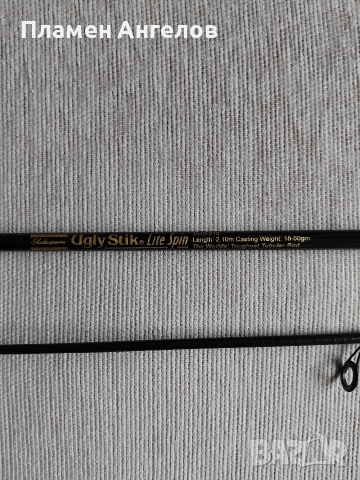 Пламен Ангелов
Shakespeare Ugly Stik® Lite Spin
Length: 2.10m Casting Weight: 15-50gm
The Worlds' Toughest Tubular Rod
BAZAR